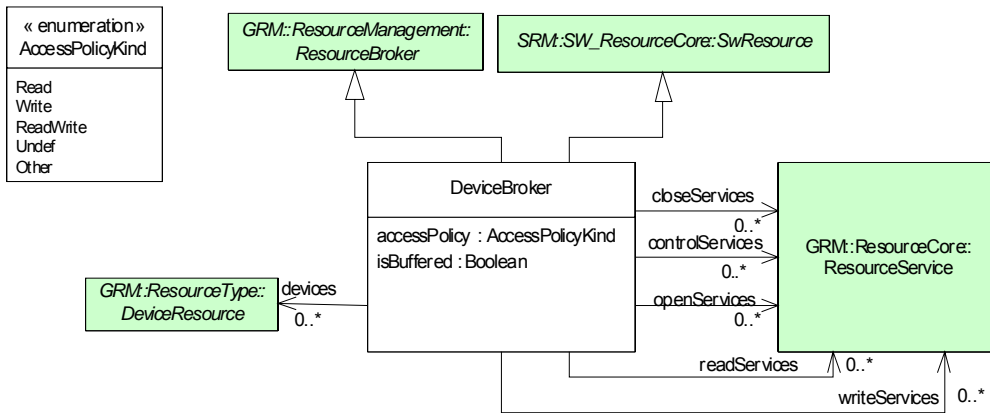 « enumeration »
AccessPolicyKind
Read
Write
ReadWrite
Undef
Other
GRM::ResourceManagement::
ResourceBroker
SRM::SW_ResourceCore::SwResource
DeviceBroker
accessPolicy : AccessPolicyKind
isBuffered : Boolean
closeServices
0..*
controlServices
0..*
openServices
0..*
GRM::ResourceCore::
ResourceService
GRM::ResourceType::
DeviceResource
devices
0..*
readServices
0..*
writeServices
0..*